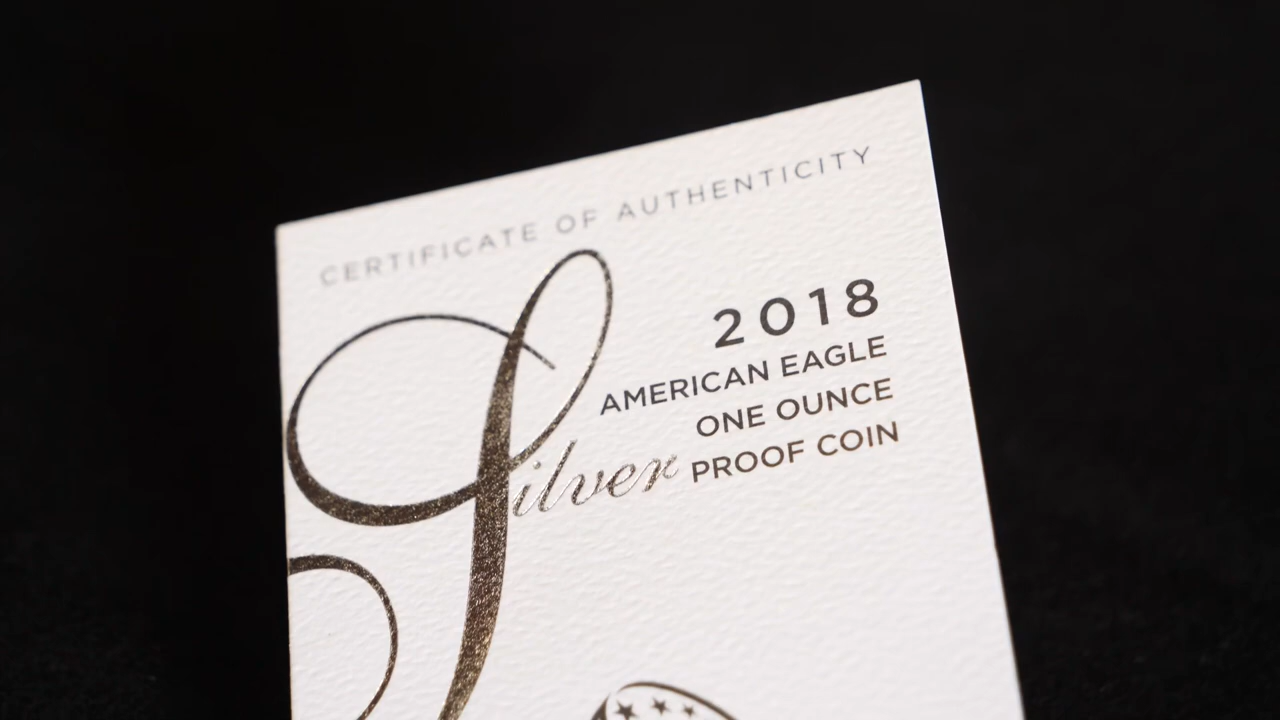 CERTIFICATE OF AUTHENTICITY
2018
AMERICAN EAGLE
ONE OUNCE
Silver PROOF COIN